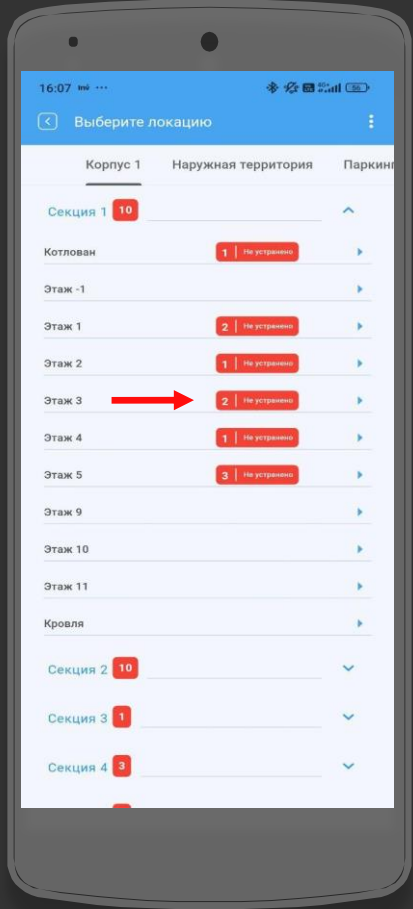 16:07 ...
56
Выберите локацию
Корпус 1 Наружная территория Паркинг
Секция 1 10
Котлован 1 | Не устранено
Этаж -1
Этаж 1 2 | Не устранено
Этаж 2 1 | Не устранено
Этаж 3 2 | Не устранено
Этаж 4 1 | Не устранено
Этаж 5 3 | Не устранено
Этаж 9
Этаж 10
Этаж 11
Кровля
Секция 2 10
Секция 3 1
Секция 4 3